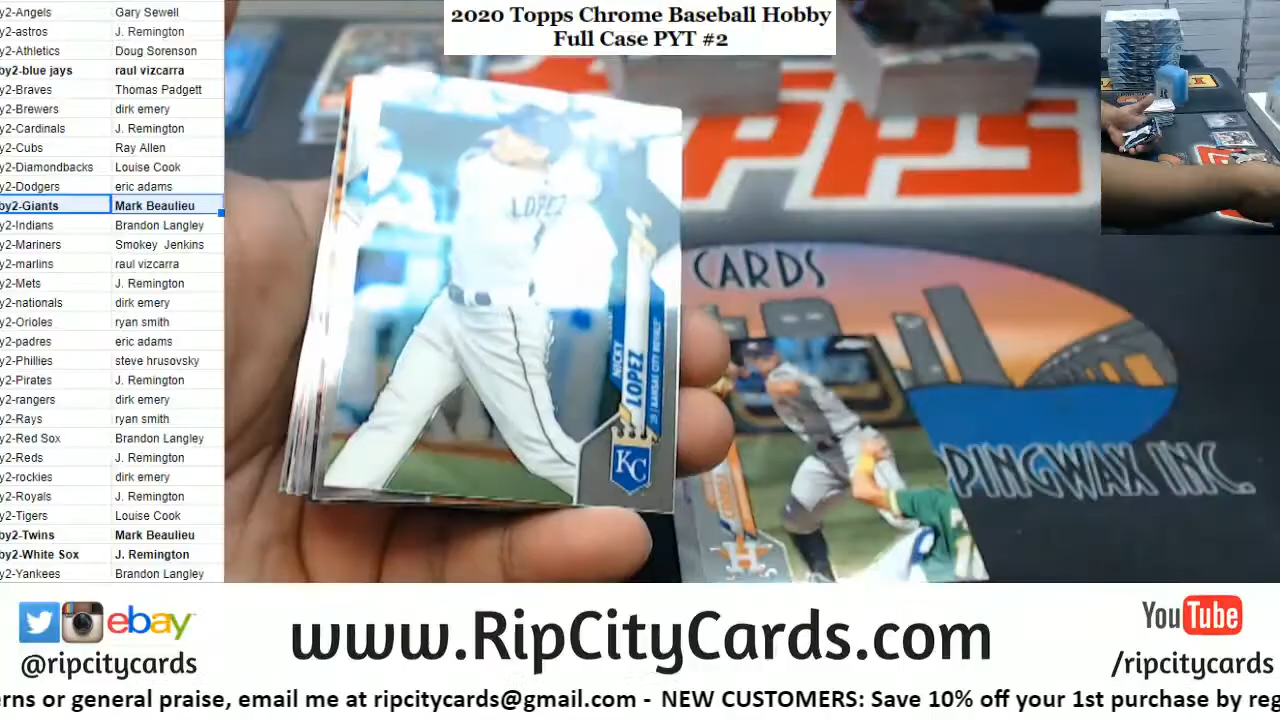 2020 Topps Chrome Baseball Hobby
Full Case PYT #2
y2-Angels Gary Sewell
y2-astros J. Remington
y2-Athletics Doug Sorenson
by2-blue jays raul vizcarra
y2-Braves Thomas Padgett
y2-Brewers dirk emery
y2-Cardinals J. Remington
y2-Cubs Ray Allen
y2-Diamondbacks Louise Cook
y2-Dodgers eric adams
by2-Giants Mark Beaulieu
y2-Indians Brandon Langley
y2-Mariners Smokey Jenkins
y2-marlins raul vizcarra
y2-Mets J. Remington
y2-nationals dirk emery
y2-Orioles ryan smith
y2-padres eric adams
y2-Phillies steve hrusovsky
y2-Pirates J. Remington
y2-rangers dirk emery
y2-Rays ryan smith
y2-Red Sox Brandon Langley
y2-Reds J. Remington
y2-rockies dirk emery
y2-Royals J. Remington
y2-Tigers Louise Cook
by2-Twins Mark Beaulieu
by2-White Sox J. Remington
y2-Yankees Brandon Langley
LOPEZ
NICKY
LOPEZ
KANSAS CITY ROYALS
KC
OPPS
CARDS
PINGWAX INC.
H
ebay
@ripcitycards
www.RipCityCards.com
YouTube
/ripcitycards
erns or general praise, email me at ripcitycards@gmail.com - NEW CUSTOMERS: Save 10% off your 1st purchase by reg